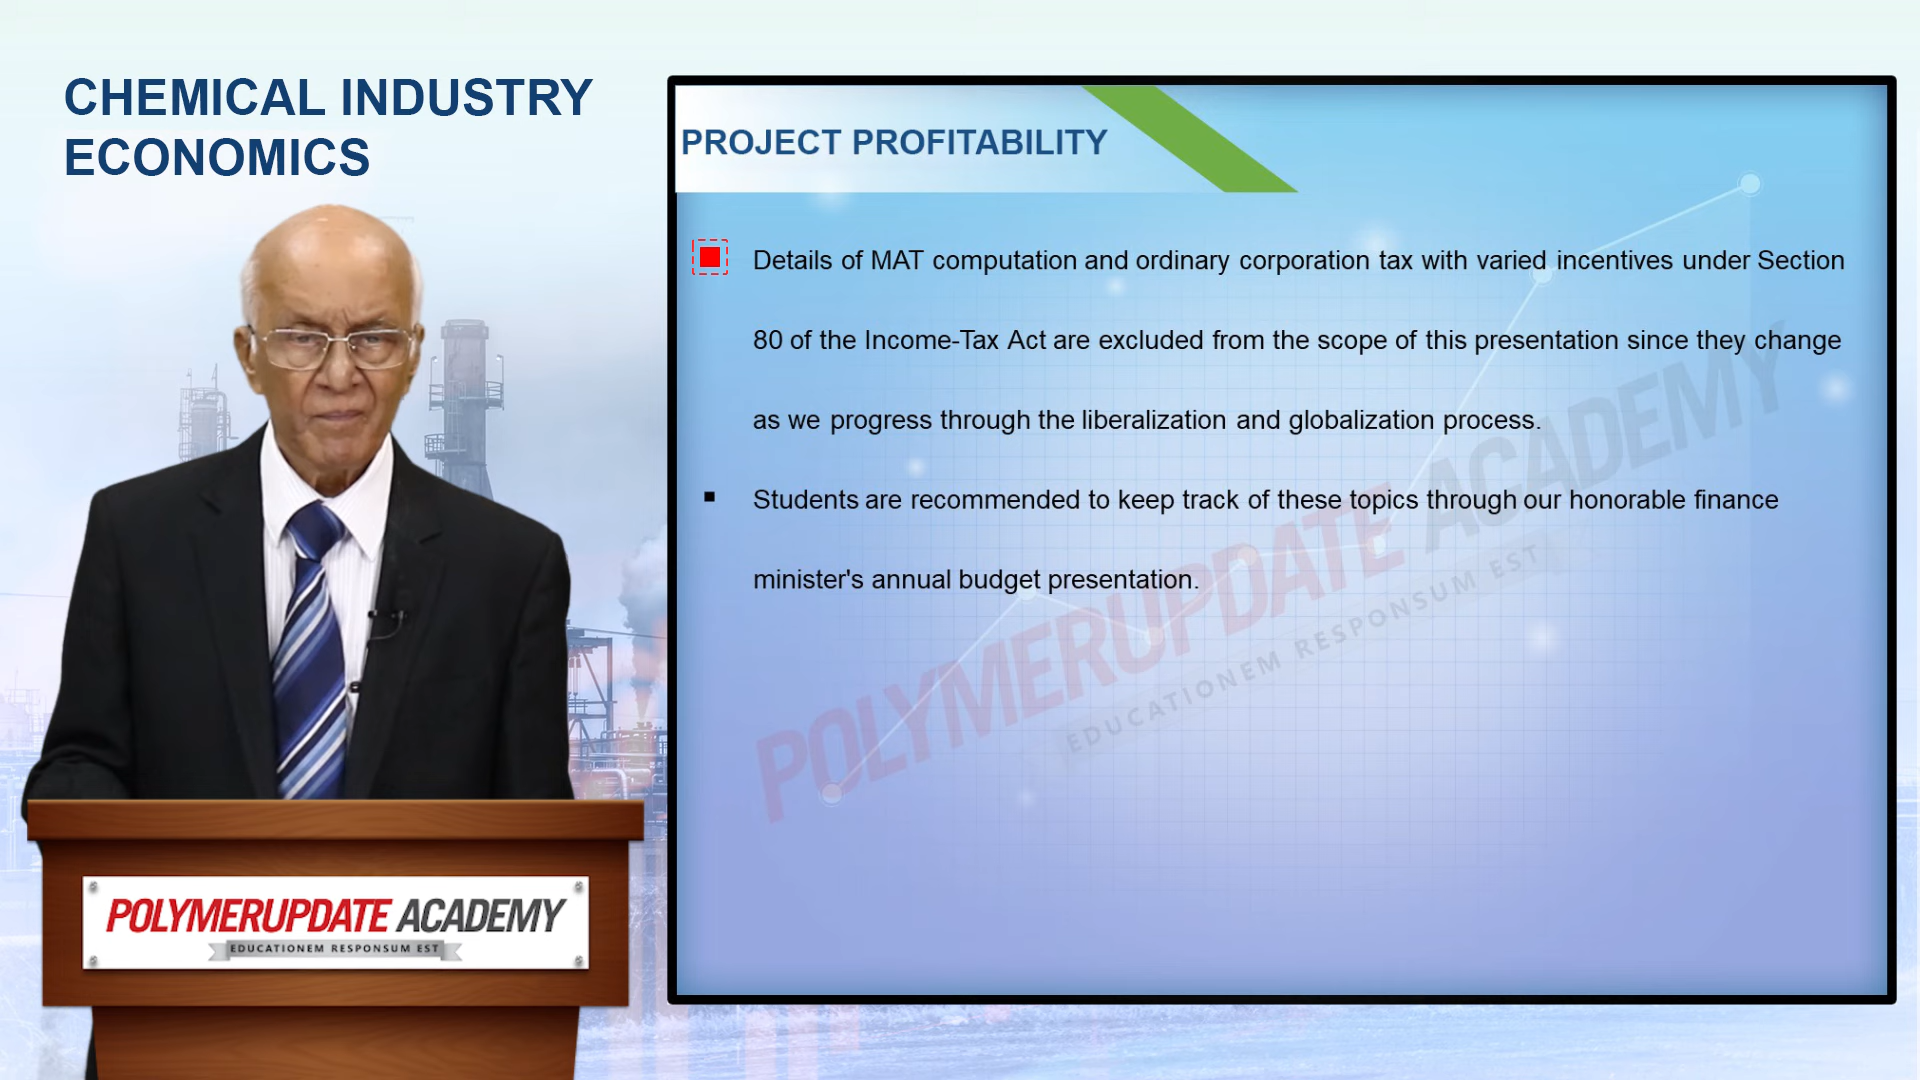 CHEMICAL INDUSTRY
ECONOMICS
PROJECT PROFITABILITY
Details of MAT computation and ordinary corporation tax with varied incentives under Section
80 of the Income-Tax Act are excluded from the scope of this presentation since they change
as we progress through the liberalization and globalization process.
▪ Students are recommended to keep track of these topics through our honorable finance
minister's annual budget presentation.
POLYMERUPDATE ACADEMY
EDUCATIONEM RESPONSUM EST
POLYMERUPDATE ACADEMY
EDUCATIONEM RESPONSUM EST